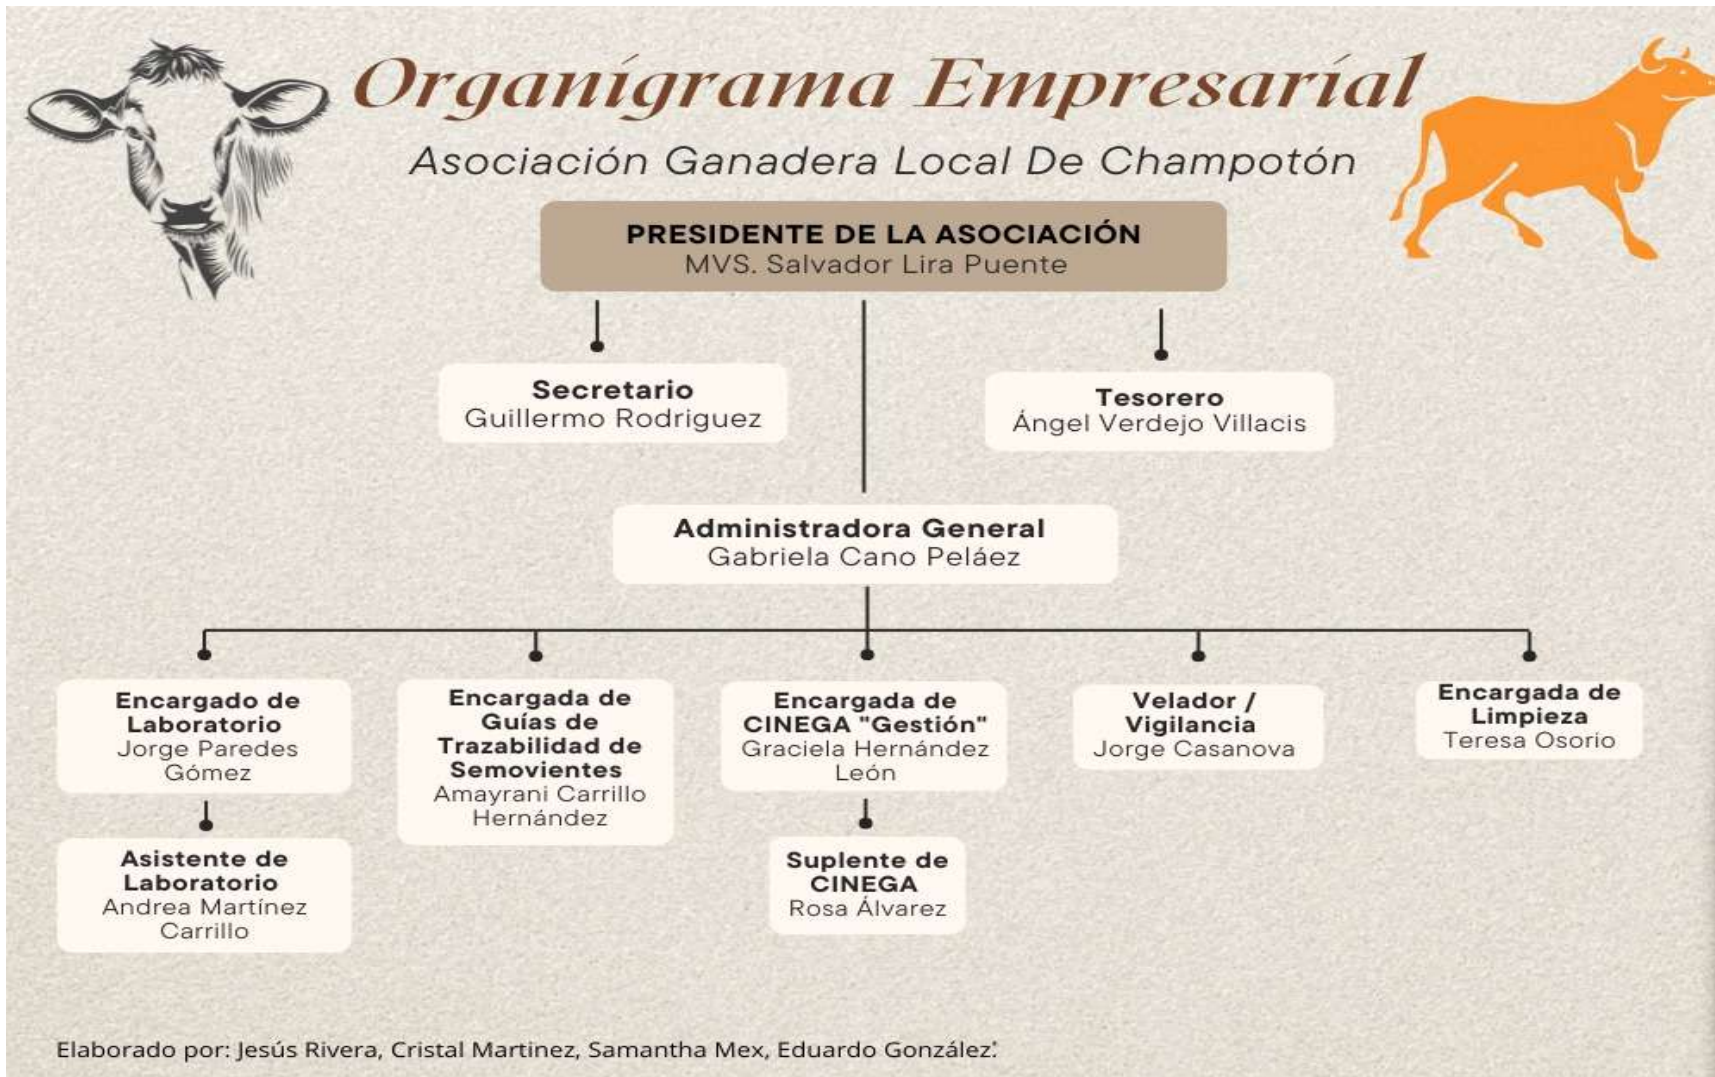 Organigrama Empresarial
Asociación Ganadera Local De Champotón
PRESIDENTE DE LA ASOCIACIÓN
MVS. Salvador Lira Puente
Secretario
Guillermo Rodriguez
Tesorero
Ángel Verdejo Villacis
Administradora General
Gabriela Cano Peláez
Encargado de
Laboratorio
Jorge Paredes
Gómez
Encargada de
Guías de
Trazabilidad de
Semovientes
Amayrani Carrillo
Hernández
Encargada de
CINEGA "Gestión"
Graciela Hernández
León
Velador /
Vigilancia
Jorge Casanova
Encargada de
Limpieza
Teresa Osorio
Asistente de
Laboratorio
Andrea Martínez
Carrillo
Suplente de
CINEGA
Rosa Álvarez
Elaborado por: Jesús Rivera, Cristal Martinez, Samantha Mex, Eduardo González.